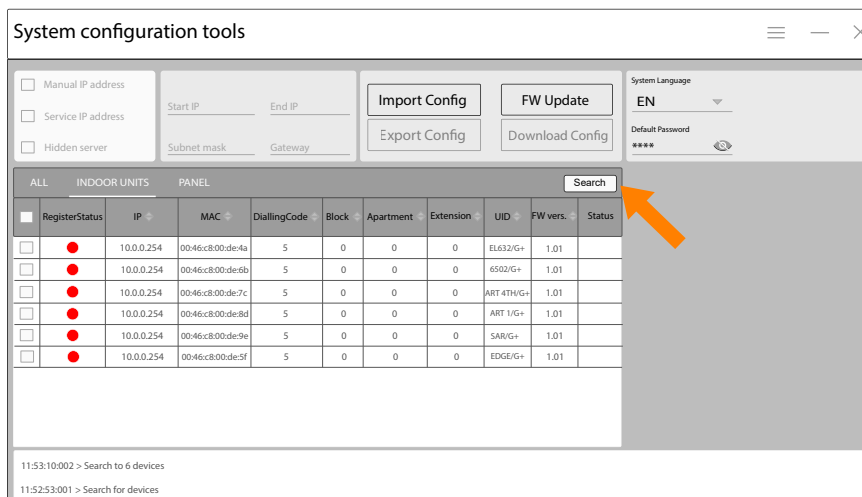 System configuration tools
Manual IP address
Service IP address
Hidden server
Start IP End IP
Subnet mask Gateway
Import Config FW Update
Export Config Download Config
System Language
EN
Default Password
****
ALL INDOOR UNITS PANEL Search
RegisterStatus IP MAC DiallingCode Block Apartment Extension UID FW vers. Status
10.0.0.254 00:46:c8:00:de:4a 5 0 0 0 EL632/G+ 1.01
10.0.0.254 00:46:c8:00:de:6b 5 0 0 0 6502/G+ 1.01
10.0.0.254 00:46:c8:00:de:7c 5 0 0 0 ART 4TH/G+ 1.01
10.0.0.254 00:46:c8:00:de:8d 5 0 0 0 ART 1/G+ 1.01
10.0.0.254 00:46:c8:00:de:9e 5 0 0 0 SAR/G+ 1.01
10.0.0.254 00:46:c8:00:de:5f 5 0 0 0 EDGE/G+ 1.01
11:53:10:002 > Search to 6 devices
11:52:53:001 > Search for devices